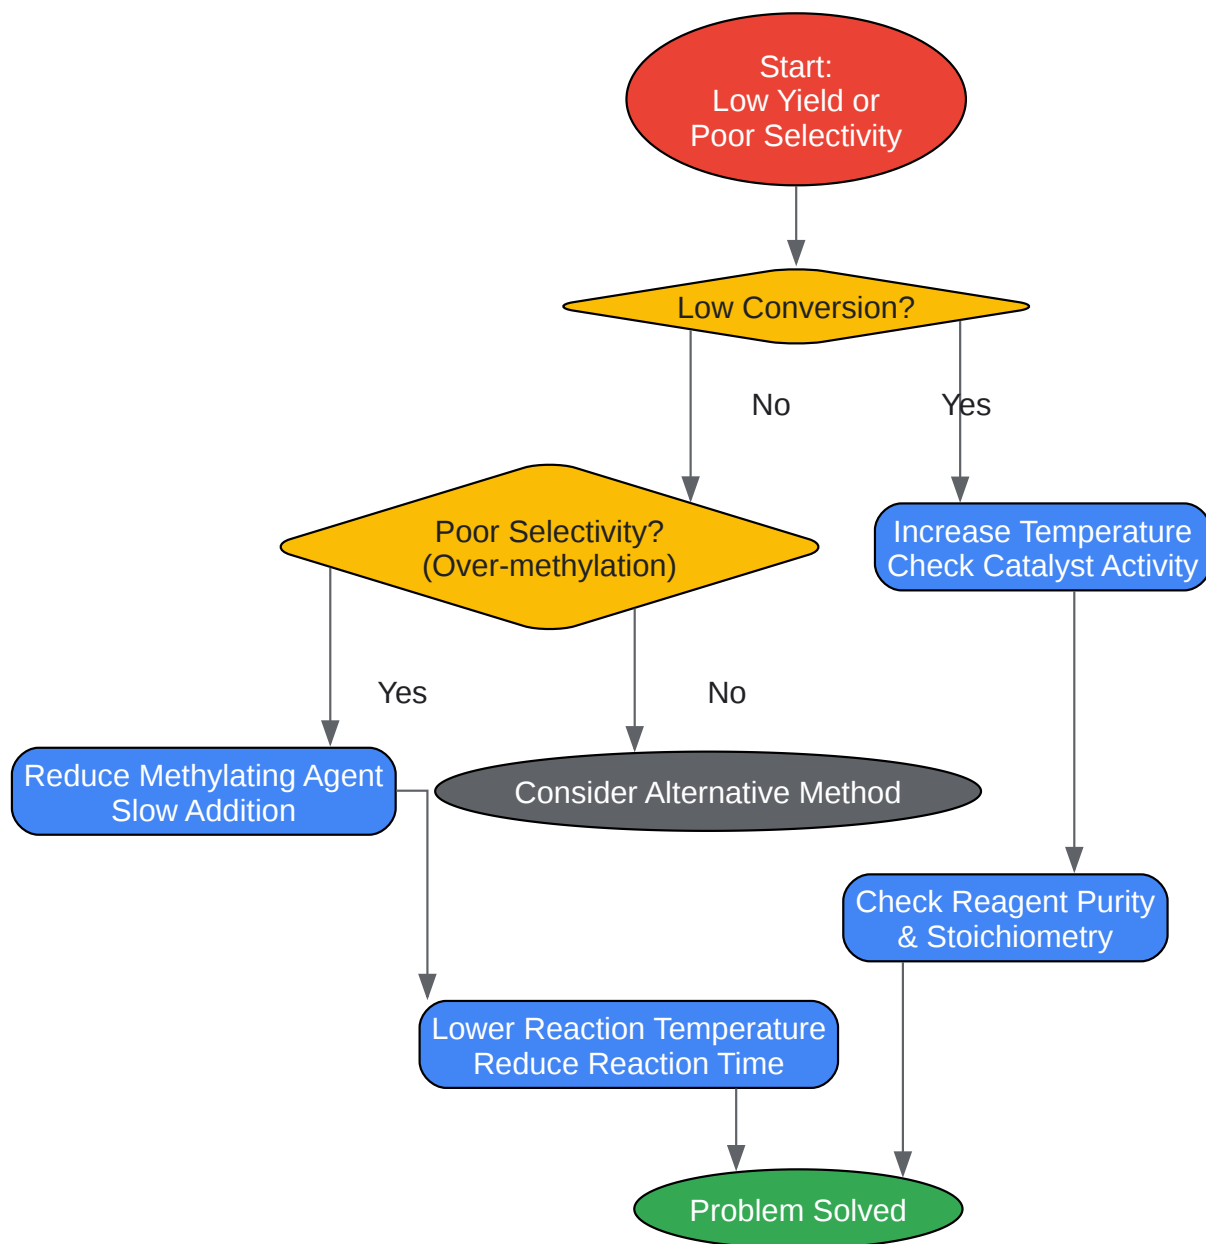 Start:
Low Yield or
Poor Selectivity
Low Conversion?
No
Yes
Poor Selectivity?
(Over-methylation)
Increase Temperature
Check Catalyst Activity
Yes
No
Reduce Methylating Agent
Slow Addition
Consider Alternative Method
Check Reagent Purity
& Stoichiometry
Lower Reaction Temperature
Reduce Reaction Time
Problem Solved